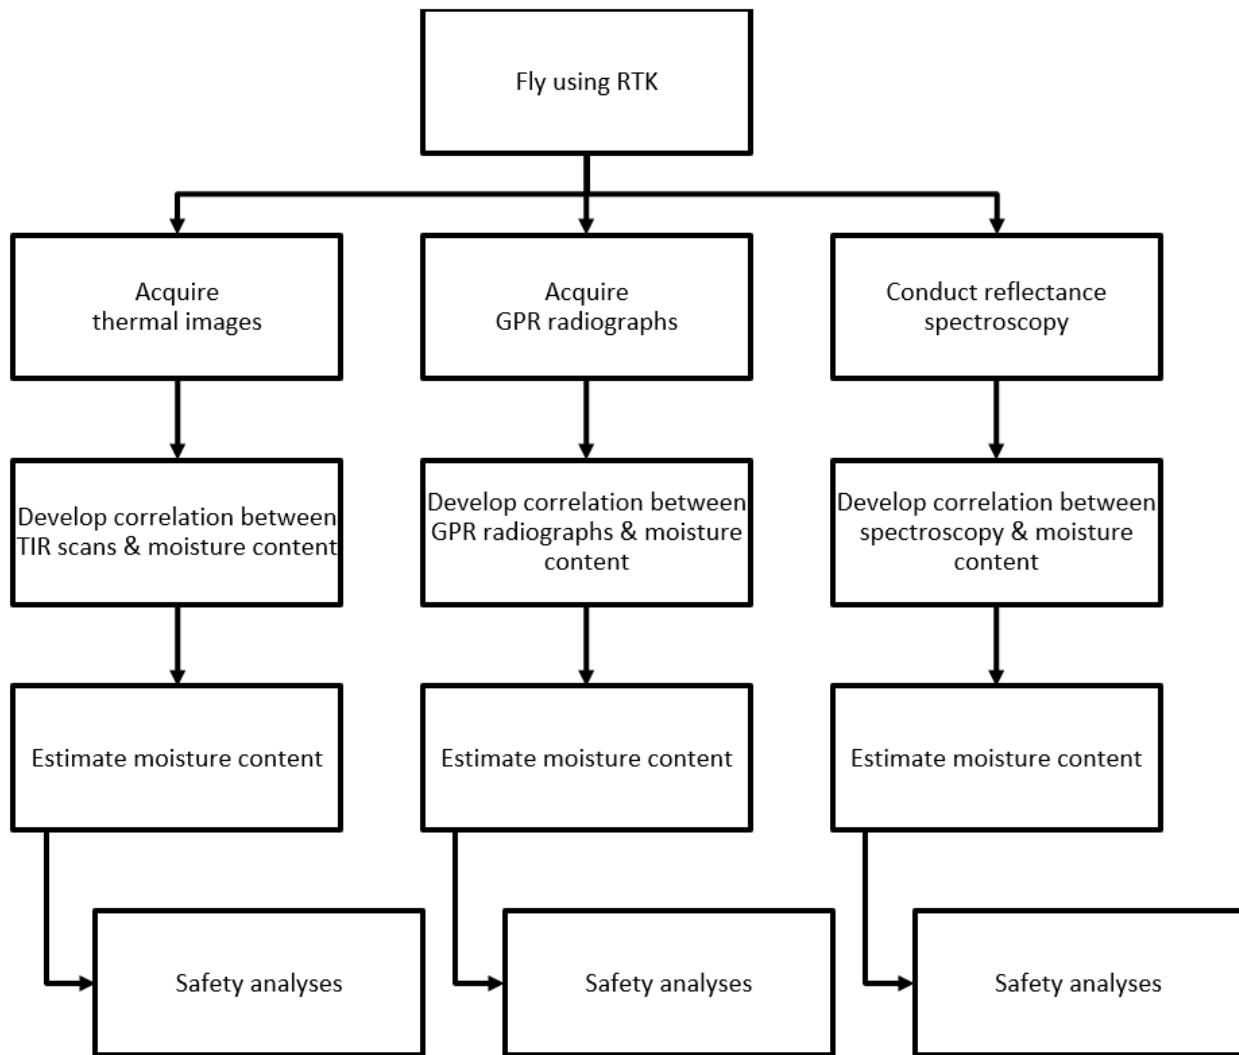 Fly using RTK
Acquire
thermal images
Acquire
GPR radiographs
Conduct reflectance
spectroscopy
Develop correlation between
TIR scans & moisture content
Develop correlation between
GPR radiographs & moisture
content
Develop correlation between
spectroscopy & moisture
content
Estimate moisture content
Estimate moisture content
Estimate moisture content
Safety analyses
Safety analyses
Safety analyses